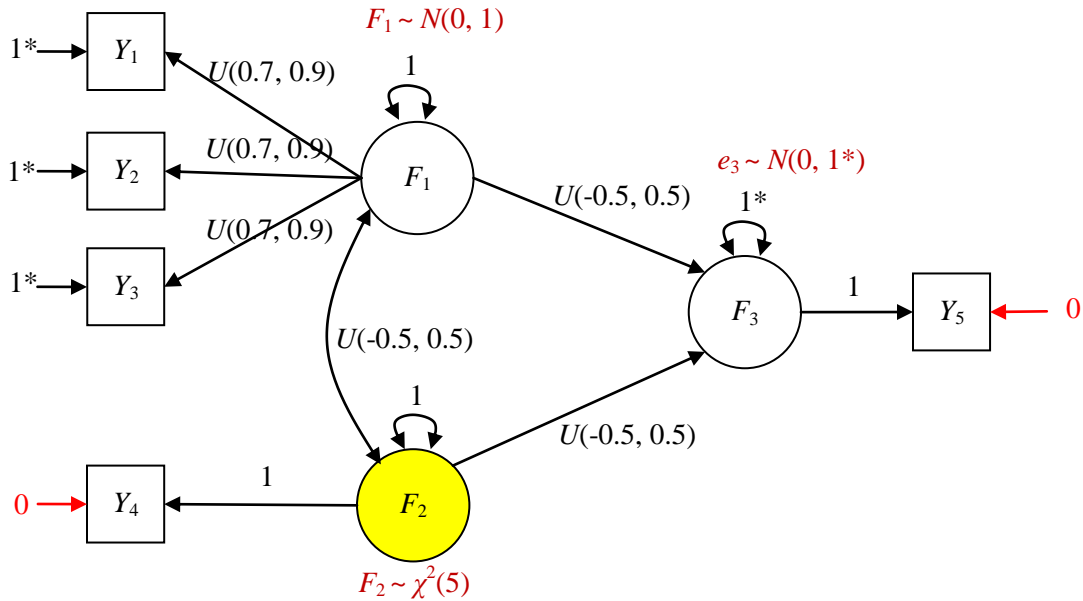 F₁ ~ N(0, 1)
1* Y₁
U(0.7, 0.9)
1
1* Y₂
U(0.7, 0.9)
F₁
e₃ ~ N(0, 1*)
U(-0.5, 0.5)
1*
U(0.7, 0.9)
1* Y₃
F₃
1
Y₅
0
U(-0.5, 0.5)
1
U(-0.5, 0.5)
0
Y₄
1
F₂
F₂ ~ χ²(5)